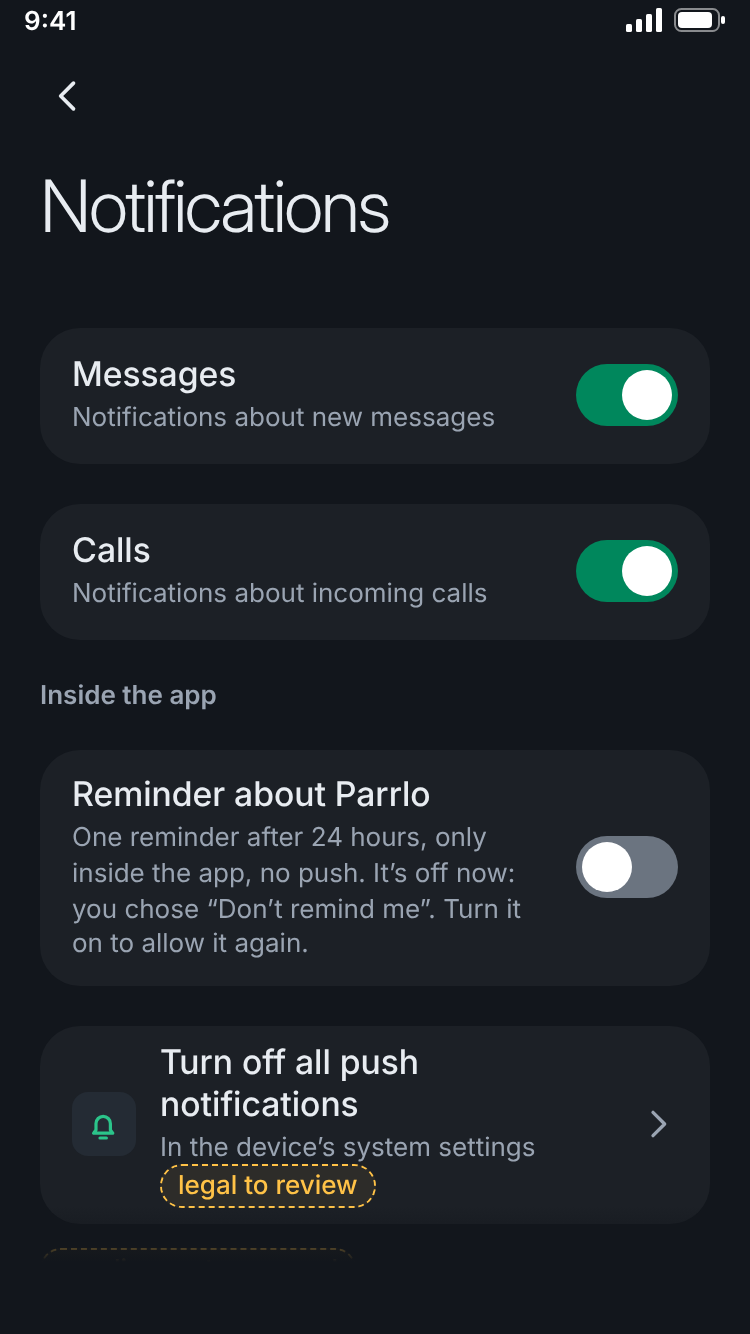 9:41
Notifications
Messages
Notifications about new messages
Calls
Notifications about incoming calls
Inside the app
Reminder about Parrlo
One reminder after 24 hours, only
inside the app, no push. It’s off now:
you chose “Don’t remind me”. Turn it
on to allow it again.
Turn off all push
notifications
In the device’s system settings
legal to review